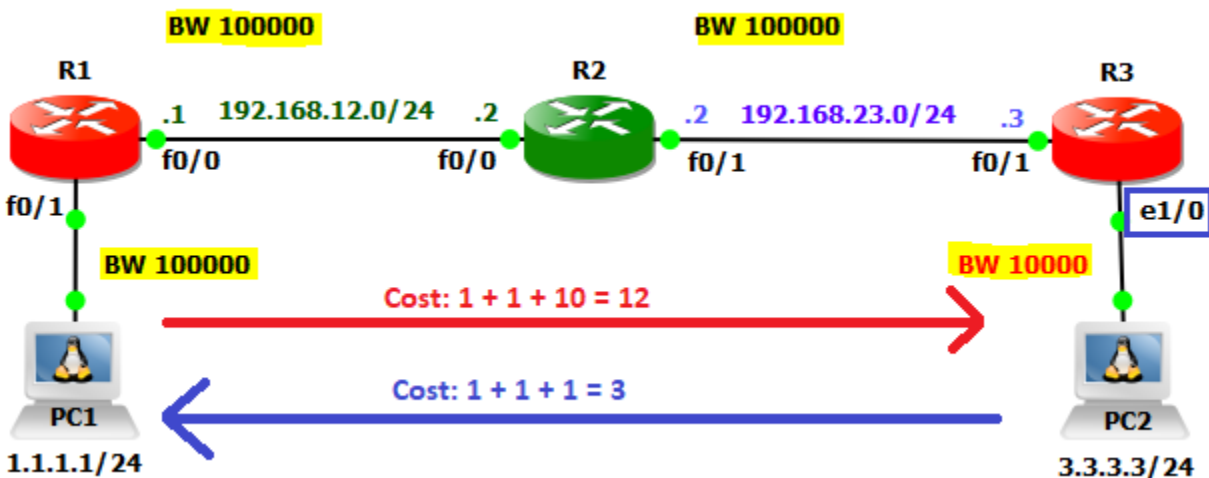 BW 100000
BW 100000
R1
R2
R3
.1
192.168.12.0/24
.2
.2
192.168.23.0/24
.3
f0/0
f0/0
f0/1
f0/1
f0/1
e1/0
BW 100000
BW 10000
Cost: 1 + 1 + 10 = 12
Cost: 1 + 1 + 1 = 3
PC1
PC2
1.1.1.1/24
3.3.3.3/24